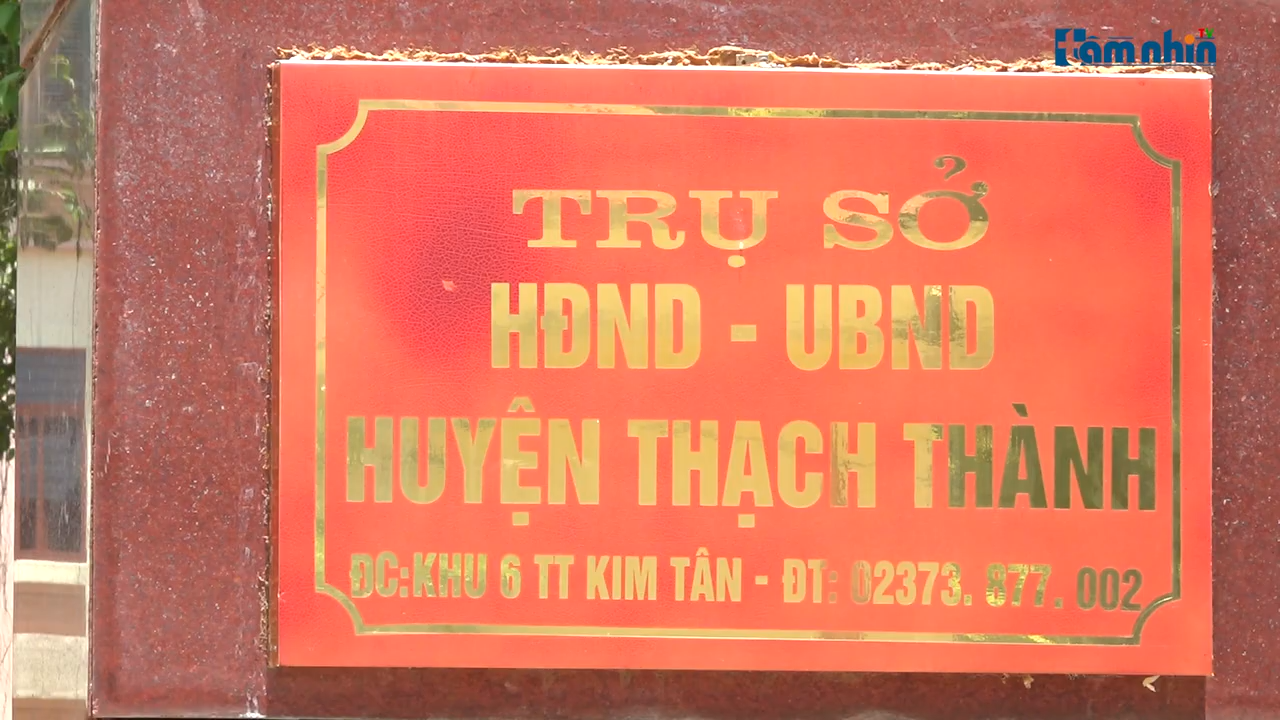 Tầm nhìn TV
TRỤ SỞ
HĐND - UBND
HUYỆN THẠCH THÀNH
ĐC:KHU 6 TT KIM TÂN - ĐT: 02373. 877. 002